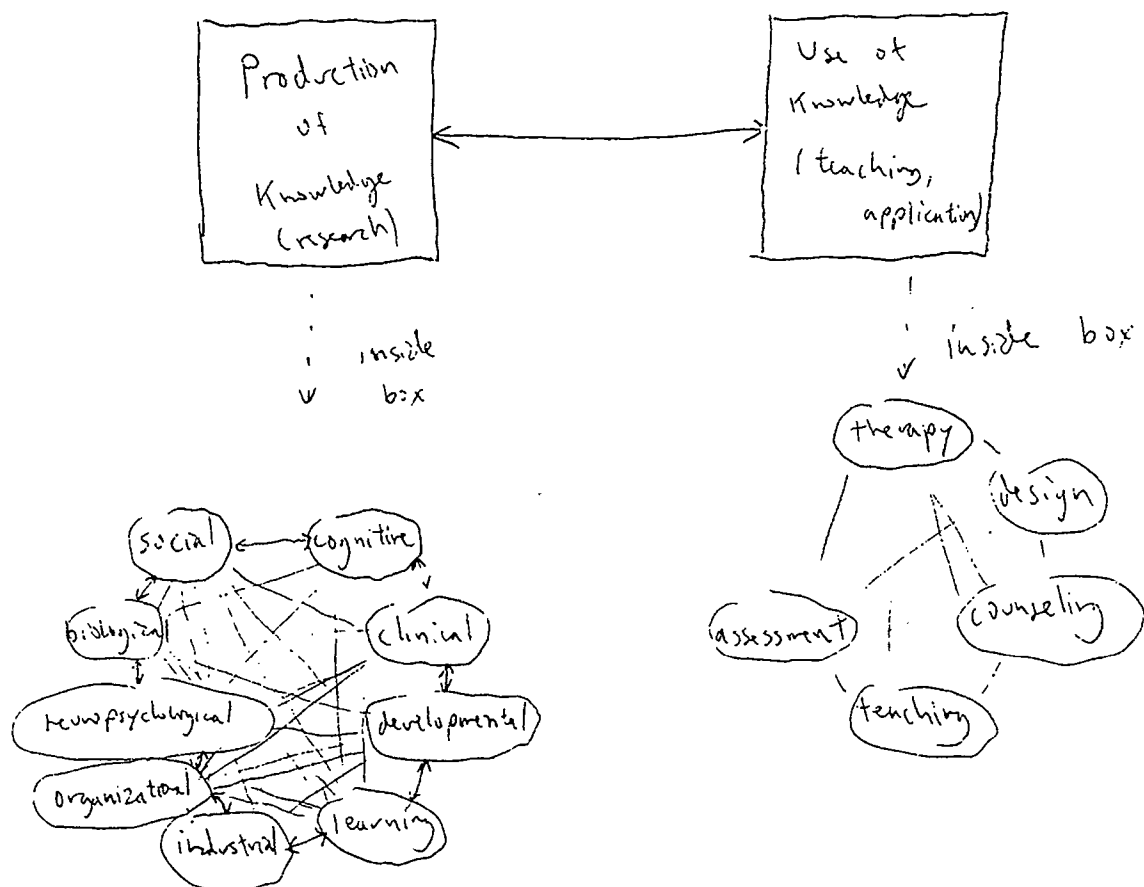 Production
of
Knowledge
(research)
Use of
Knowledge
(teaching,
application)
inside
box
inside box
therapy
design
assessment
counseling
teaching
social
cognitive
biological
clinical
neuropsychological
developmental
organizational
learning
industrial